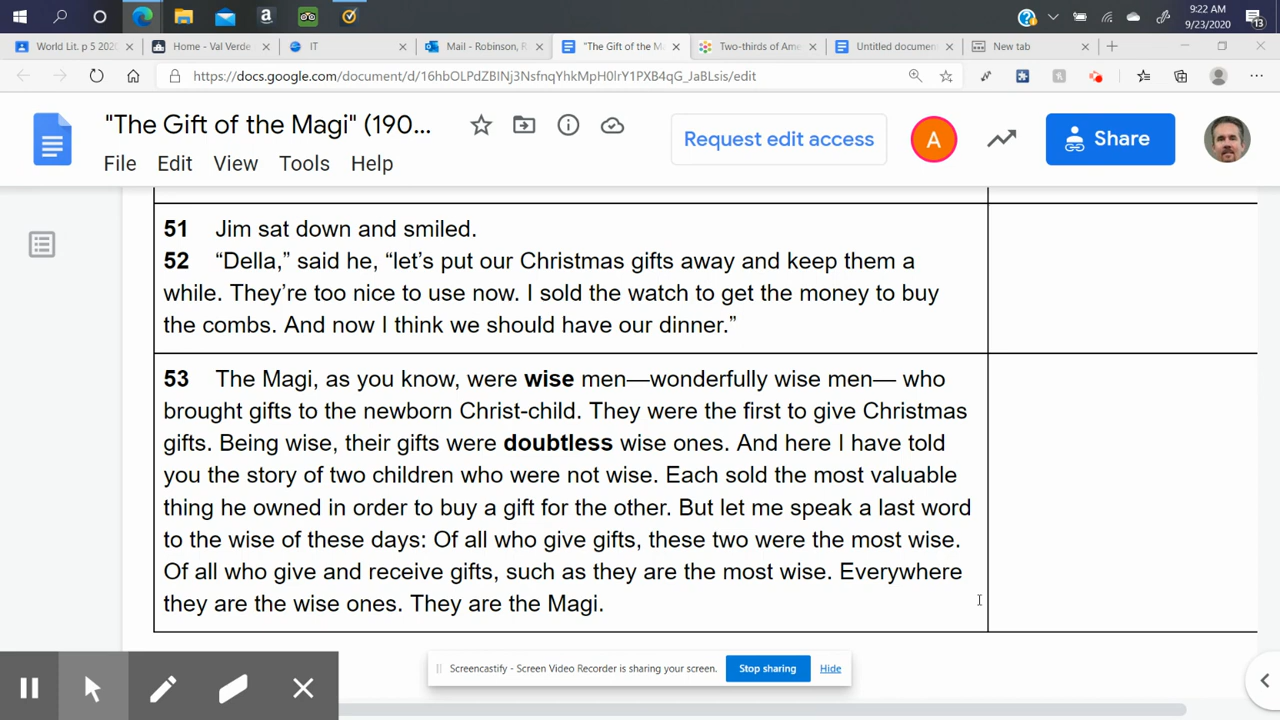 9:22 AM
9/23/2020
13
World Lit. p 5 202
Home - Val Verde
IT
Mail - Robinson, R
"The Gift of the M
Two-thirds of Ame
Untitled documen
New tab
https://docs.google.com/document/d/16hbOLPdZBINj3NsfnqYhkMpH0lrY1PXB4qG_JaBLsis/edit
"The Gift of the Magi" (190...
Request edit access
A
Share
File Edit View Tools Help
51 Jim sat down and smiled.
52 “Della,” said he, “let’s put our Christmas gifts away and keep them a
while. They’re too nice to use now. I sold the watch to get the money to buy
the combs. And now I think we should have our dinner.”
53 The Magi, as you know, were wise men—wonderfully wise men— who
brought gifts to the newborn Christ-child. They were the first to give Christmas
gifts. Being wise, their gifts were doubtless wise ones. And here I have told
you the story of two children who were not wise. Each sold the most valuable
thing he owned in order to buy a gift for the other. But let me speak a last word
to the wise of these days: Of all who give gifts, these two were the most wise.
Of all who give and receive gifts, such as they are the most wise. Everywhere
they are the wise ones. They are the Magi.
Screencastify - Screen Video Recorder is sharing your screen.
Stop sharing
Hide